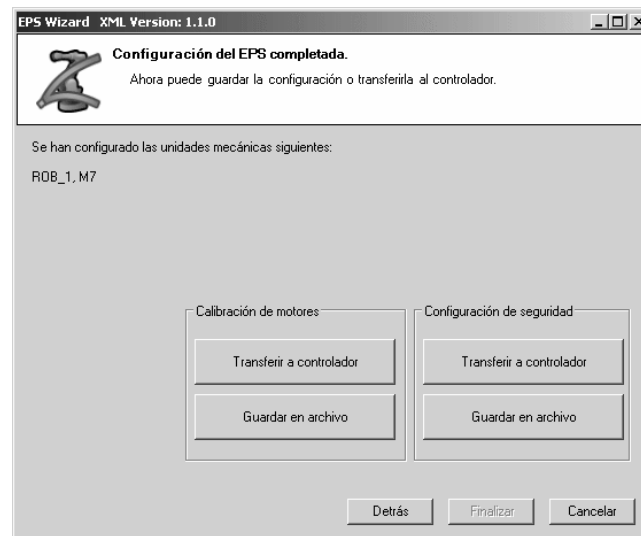 EPS Wizard XML Version: 1.1.0
Configuración del EPS completada.
Ahora puede guardar la configuración o transferirla al controlador.
Se han configurado las unidades mecánicas siguientes:
ROB_1, M7
Calibración de motores
Transferir a controlador
Guardar en archivo
Configuración de seguridad
Transferir a controlador
Guardar en archivo
Detrás
Finalizar
Cancelar